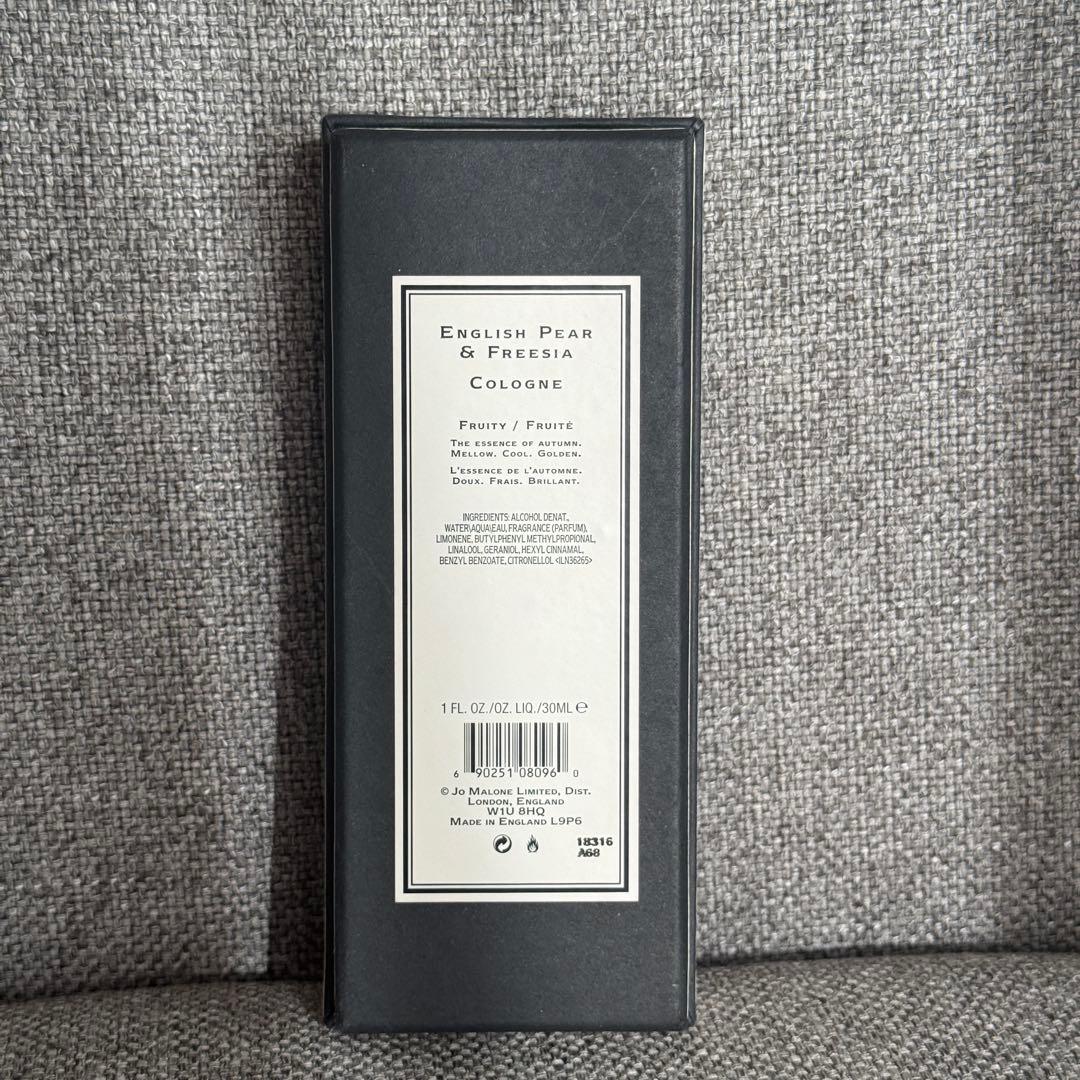 ENGLISH PEAR
& FREESIA
COLOGNE
FRUITY / FRUITÉ
THE ESSENCE OF AUTUMN.
MELLOW. COOL. GOLDEN.
L'ESSENCE DE L'AUTOMNE.
DOUX. FRAIS. BRILLANT.
INGREDIENTS: ALCOHOL DENAT.,
WATER\AQUA\EAU, FRAGRANCE (PARFUM),
LIMONENE, BUTYLPHENYL METHYLPROPIONAL,
LINALOOL, GERANIOL, HEXYL CINNAMAL,
BENZYL BENZOATE, CITRONELLOL <ILN36265>
1 FL. OZ./OZ. LIQ./30ML ℮
6 90251 08096 0
© JO MALONE LIMITED, DIST.
LONDON, ENGLAND
W1U 8HQ
MADE IN ENGLAND L9P6
18316
A68